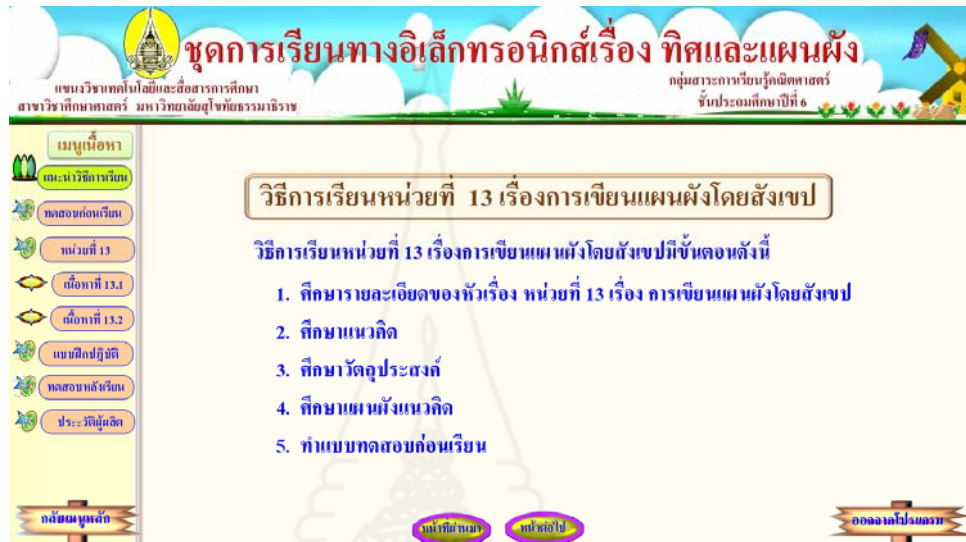 ชุดการเรียนทางอิเล็กทรอนิกส์เรื่อง ทิศและแผนผัง
แขนงวิชาเทคโนโลยีและสื่อสารการศึกษา
กลุ่มสาระการเรียนรู้คณิตศาสตร์
สาขาวิชาศึกษาศาสตร์ มหาวิทยาลัยสุโขทัยธรรมาธิราช
ชั้นประถมศึกษาปีที่ 6
เมนูเนื้อหา
แนะนำวิธีการเรียน
ทดสอบก่อนเรียน
หน่วยที่ 13
เนื้อหาที่ 13.1
เนื้อหาที่ 13.2
แบบฝึกปฏิบัติ
ทดสอบหลังเรียน
ประวัติผู้ผลิต
กลับเมนูหลัก
วิธีการเรียนหน่วยที่ 13 เรื่องการเขียนแผนผังโดยสังเขป
วิธีการเรียนหน่วยที่ 13 เรื่องการเขียนแผนผังโดยสังเขปมีขั้นตอนดังนี้
1. ศึกษารายละเอียดของหัวเรื่อง หน่วยที่ 13 เรื่อง การเขียนแผนผังโดยสังเขป
2. ศึกษาแนวคิด
3. ศึกษาวัตถุประสงค์
4. ศึกษาแผนผังแนวคิด
5. ทำแบบทดสอบก่อนเรียน
หน้าที่ผ่านมา
หน้าต่อไป
ออกจากโปรแกรม